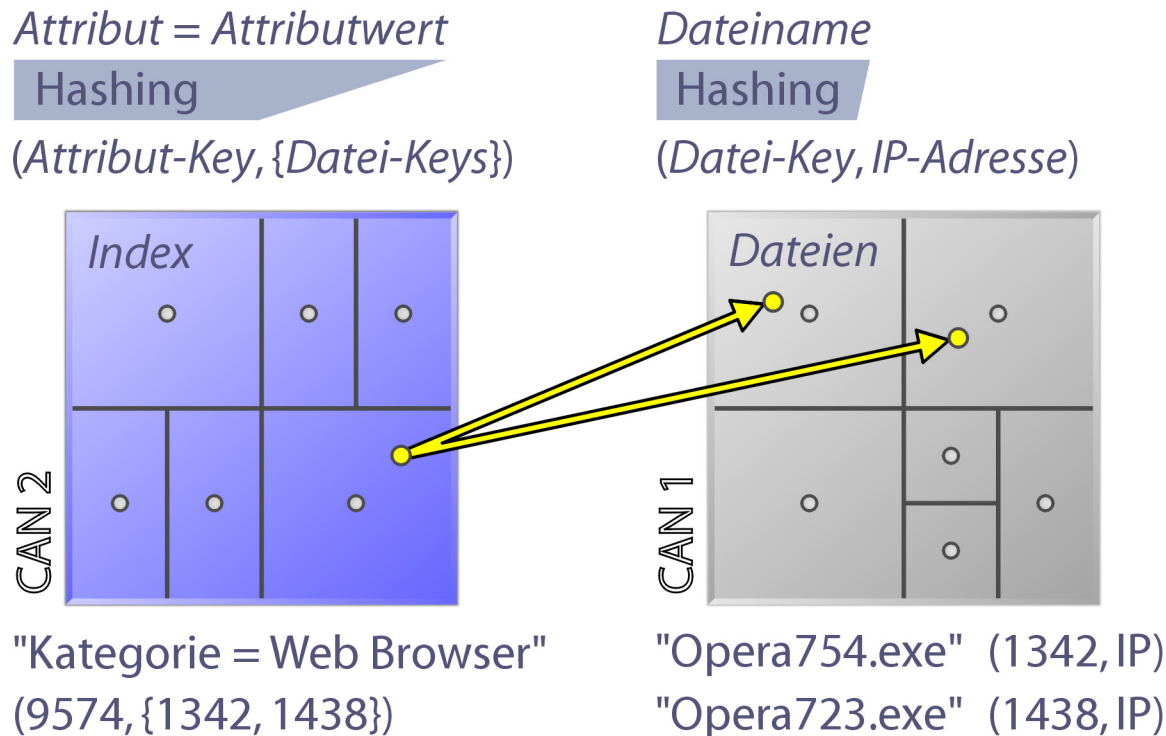 Attribut = Attributwert
Hashing
(Attribut-Key, {Datei-Keys})
Index
CAN 2
"Kategorie = Web Browser"
(9574, {1342, 1438})
Dateiname
Hashing
(Datei-Key, IP-Adresse)
Dateien
CAN 1
"Opera754.exe" (1342, IP)
"Opera723.exe" (1438, IP)